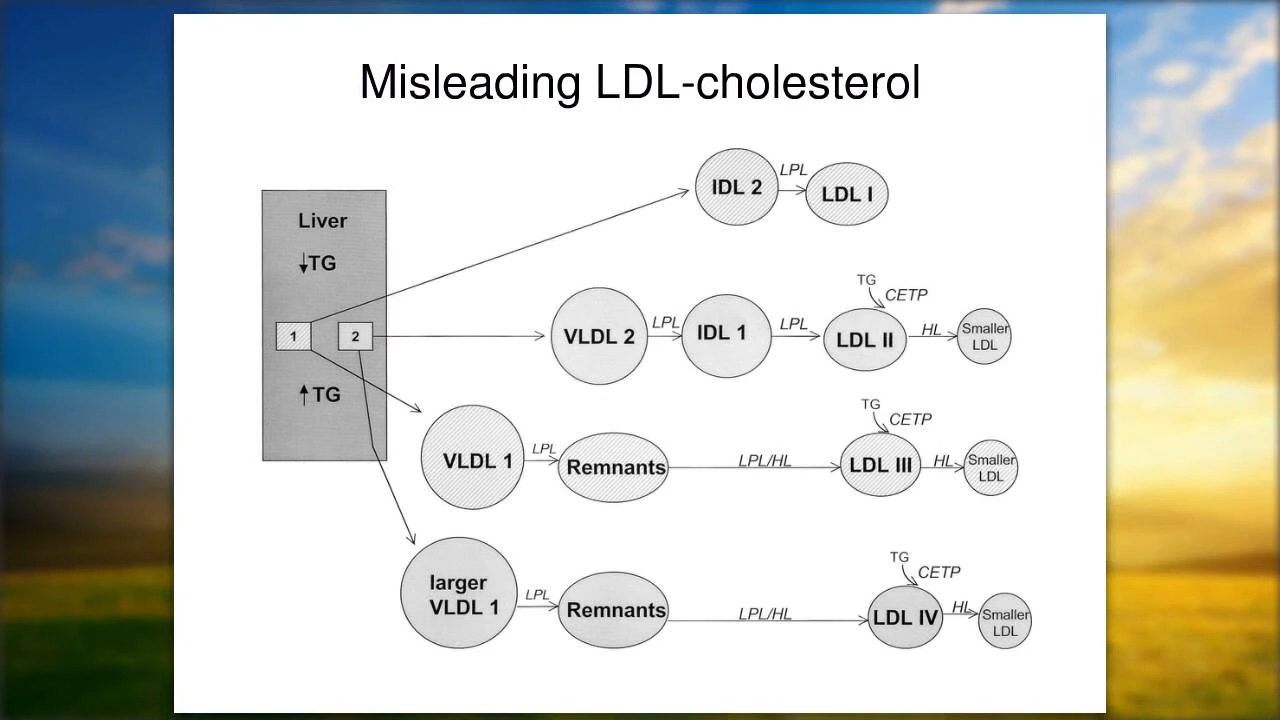 Misleading LDL-cholesterol
Liver
↓TG
1
2
↑TG
IDL 2
LPL
LDL I
VLDL 2
LPL
IDL 1
LPL
TG
CETP
LDL II
HL
Smaller
LDL
VLDL 1
LPL
Remnants
LPL/HL
TG
CETP
LDL III
HL
Smaller
LDL
larger
VLDL 1
LPL
Remnants
LPL/HL
TG
CETP
LDL IV
HL
Smaller
LDL